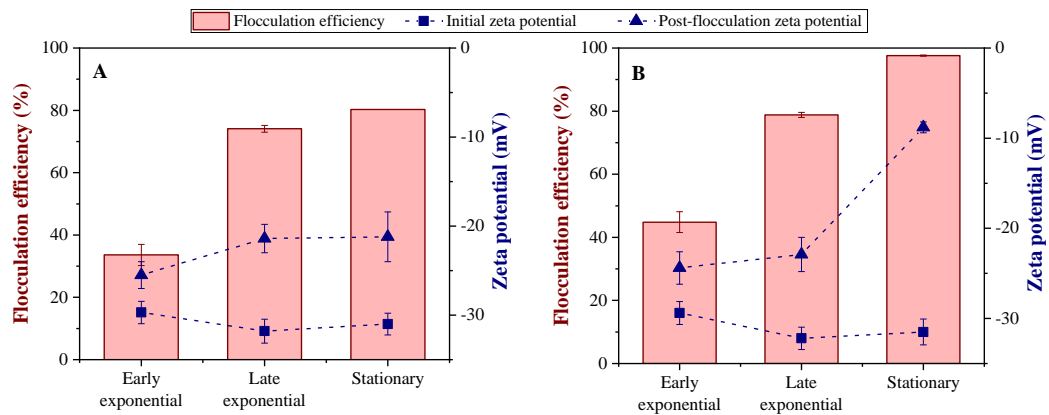 Flocculation efficiency
Initial zeta potential
Post-flocculation zeta potential
A
Flocculation efficiency (%)
100
80
60
40
20
0
0
-10
-20
-30
Zeta potential (mV)
Early
exponential
Late
exponential
Stationary
B
Flocculation efficiency (%)
100
80
60
40
20
0
0
-10
-20
-30
Zeta potential (mV)
Early
exponential
Late
exponential
Stationary